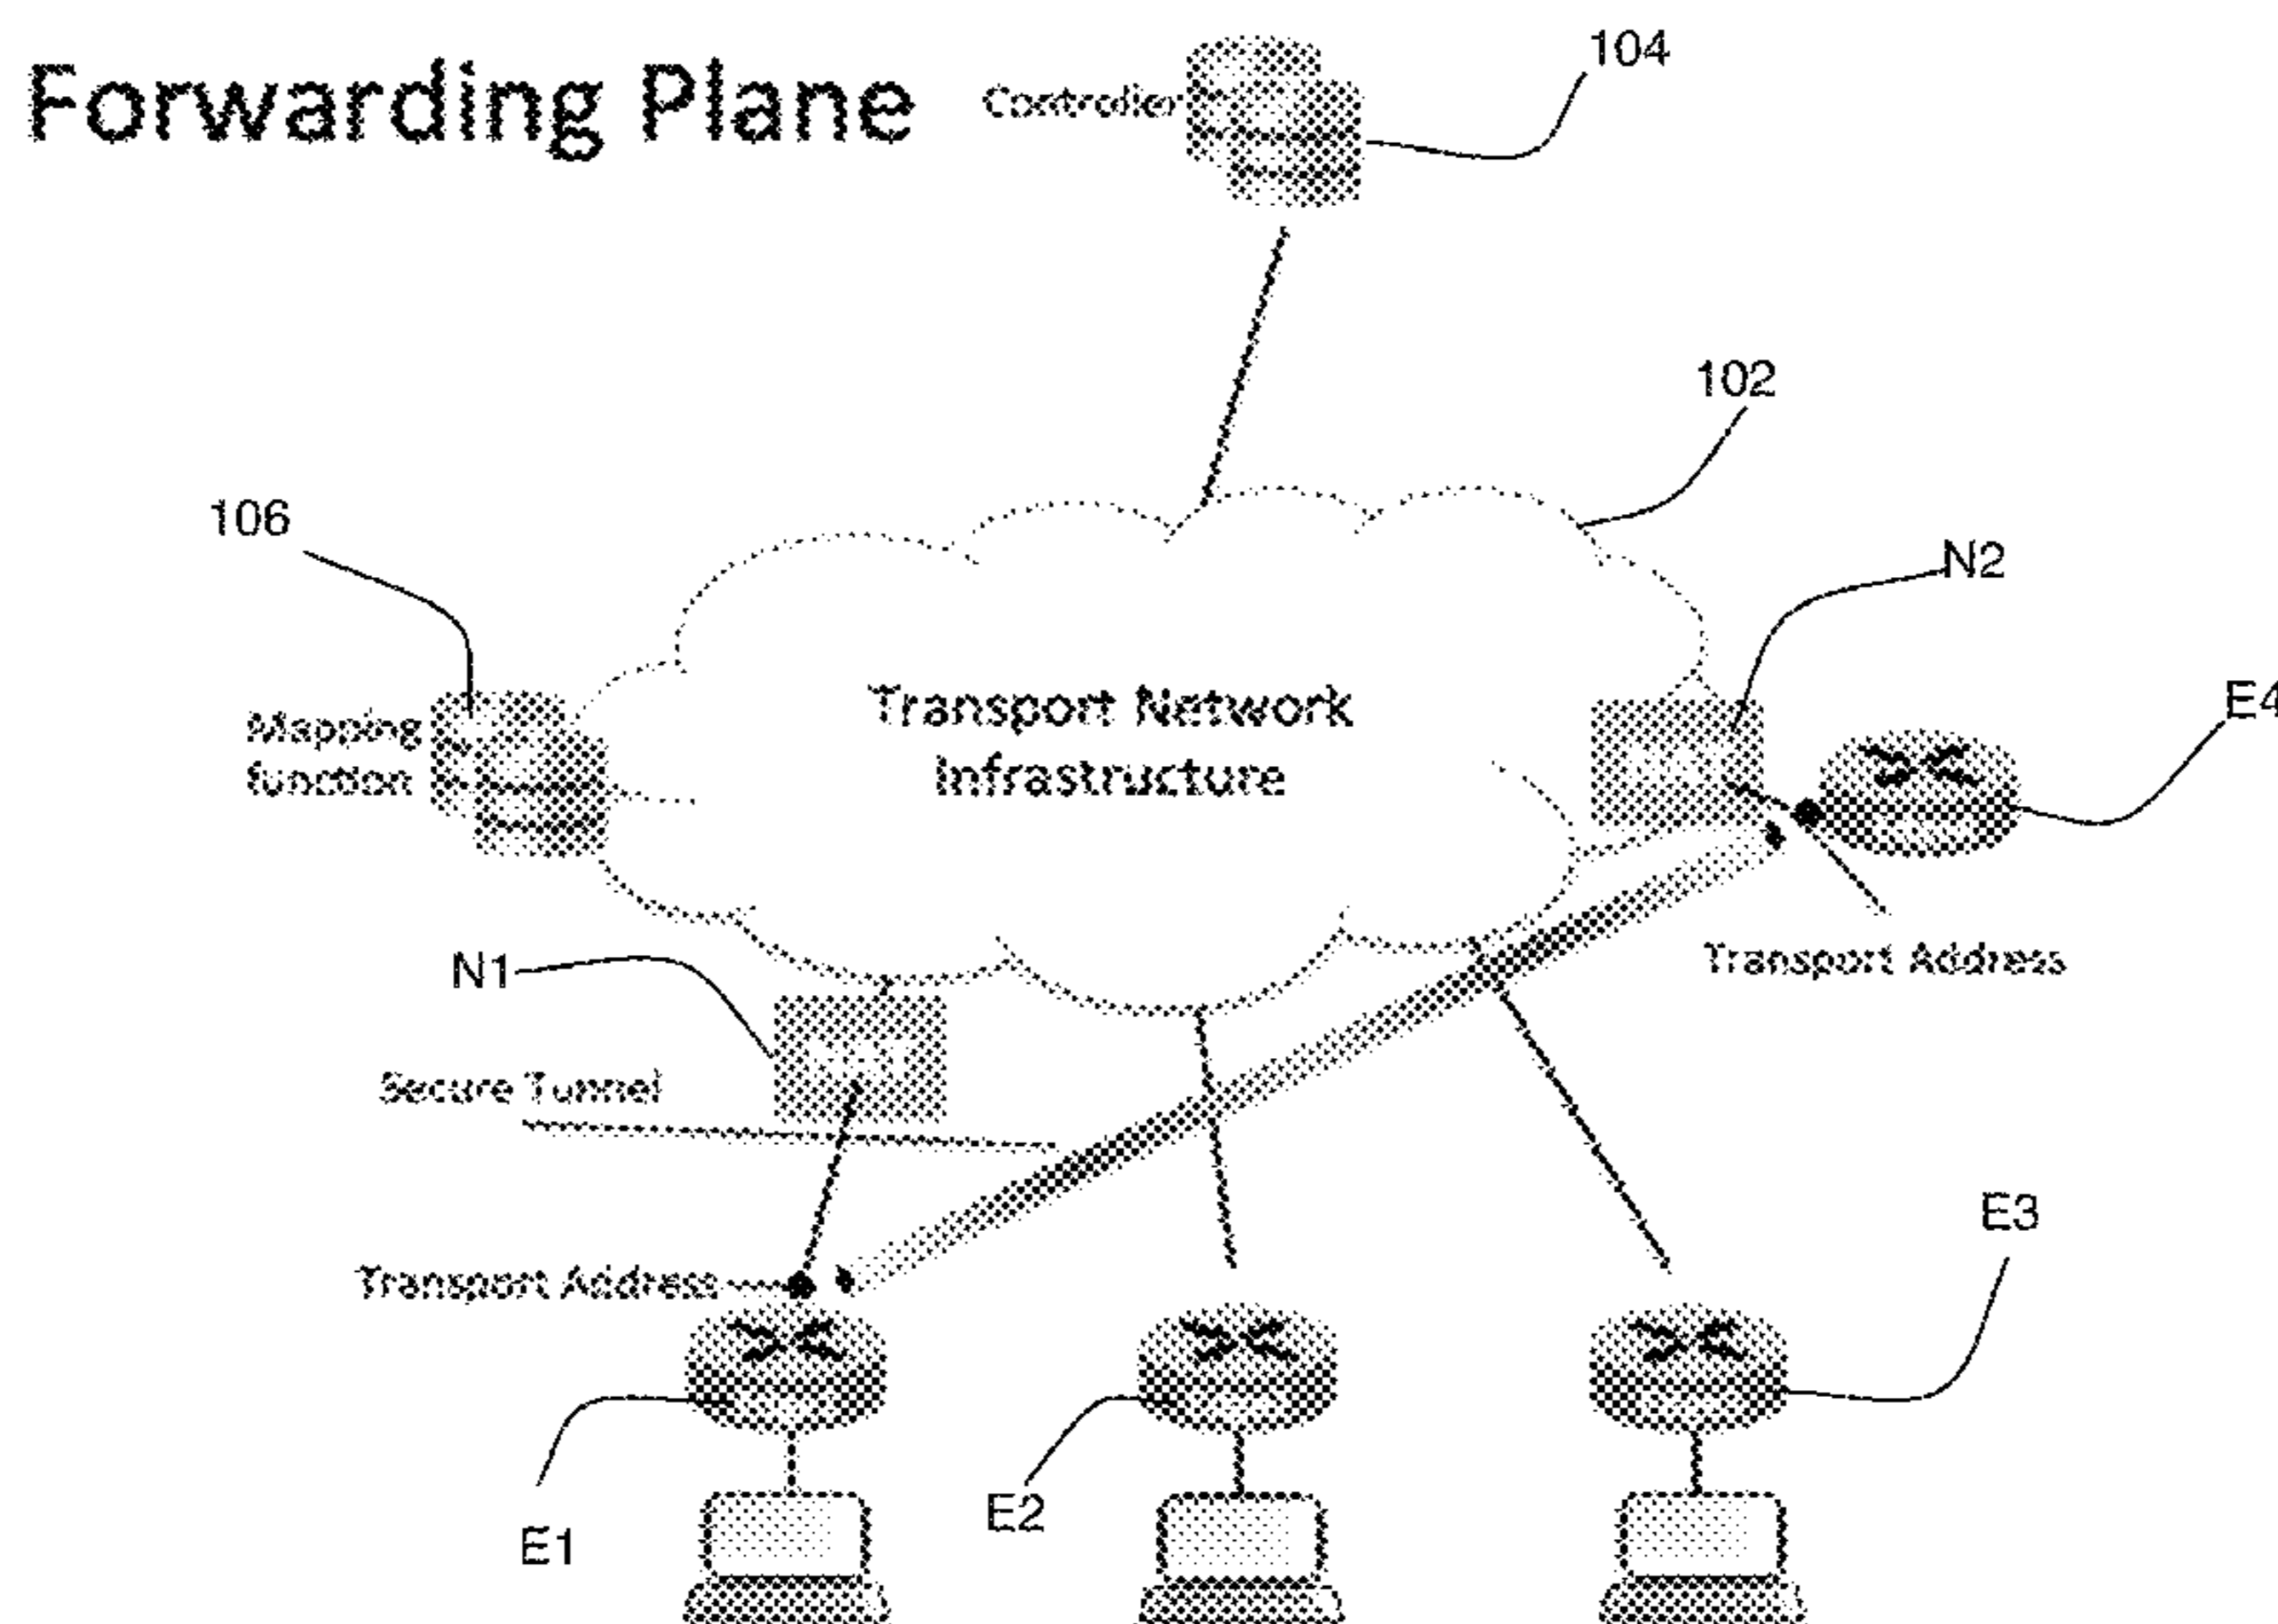 Forwarding Plane
Controller
104
102
106
N2
E4
Mapping
function
Transport Network
Infrastructure
Transport Address
N1
Secure Tunnel
Transport Address
E3
E1
E2